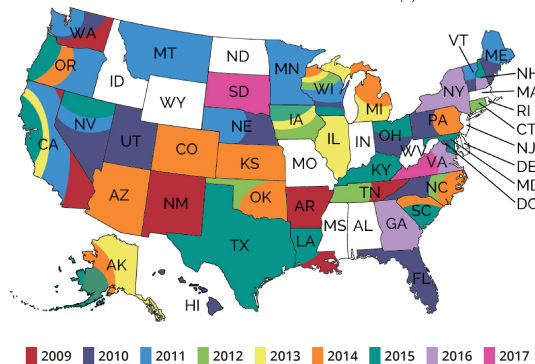 WA
VT
ME
MT
ND
MN
OR
NH
ID
SD
WI
NY
MA
WY
MI
RI
CT
NV
NE
IA
PA
NJ
UT
IL
IN
OH
DE
CA
CO
WV
MD
KS
MO
KY
VA
DC
AZ
NM
OK
AR
TN
NC
SC
MS
AL
GA
TX
LA
AK
FL
HI
2009 2010 2011 2012 2013 2014 2015 2016 2017